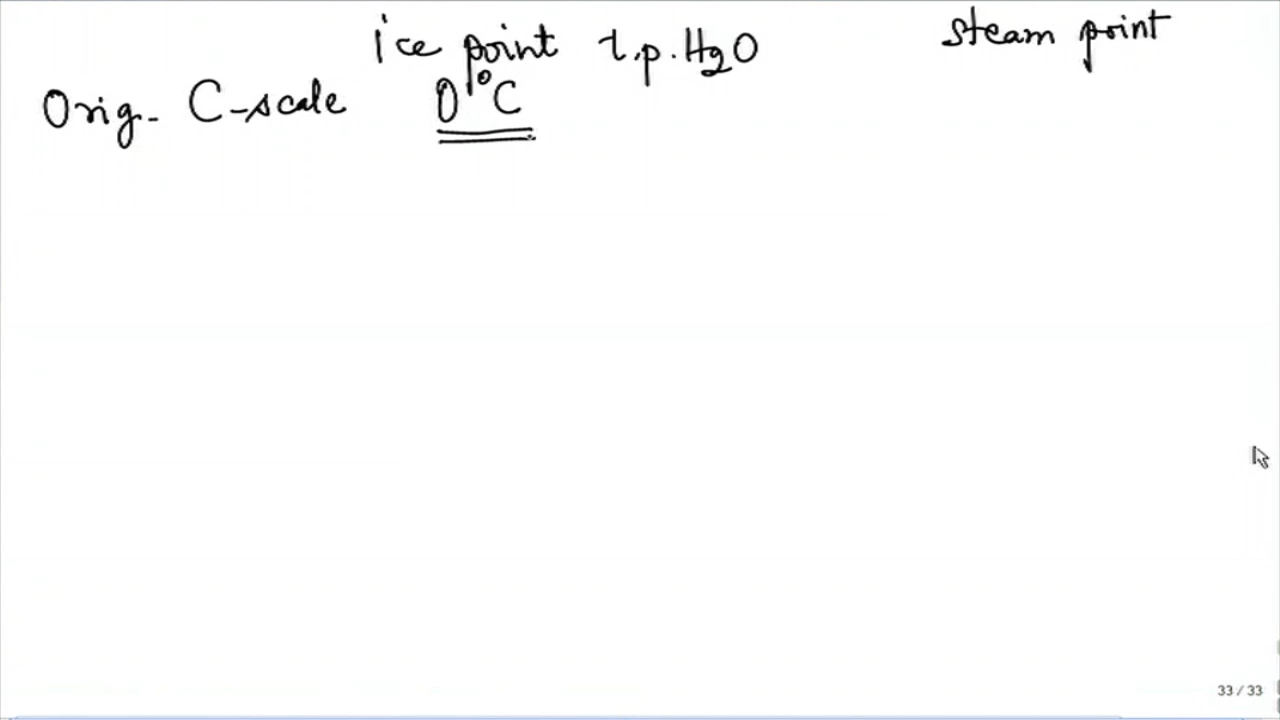 ice point t.p. H2O steam point
Orig. C-scale 0°C
33 / 33